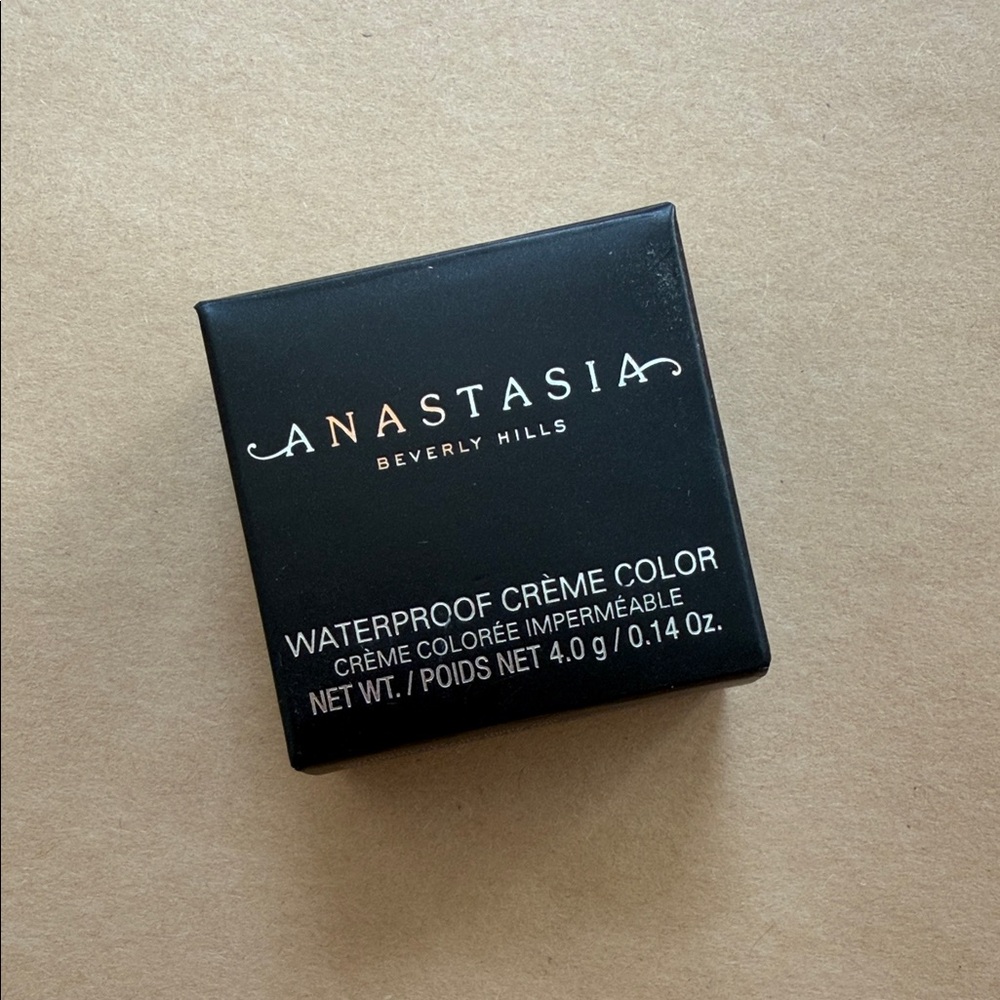 ANASTASIA
BEVERLY HILLS
WATERPROOF CRÈME COLOR
CRÈME COLORÉE IMPERMÉABLE
NET WT. / POIDS NET 4.0 g / 0.14 Oz.